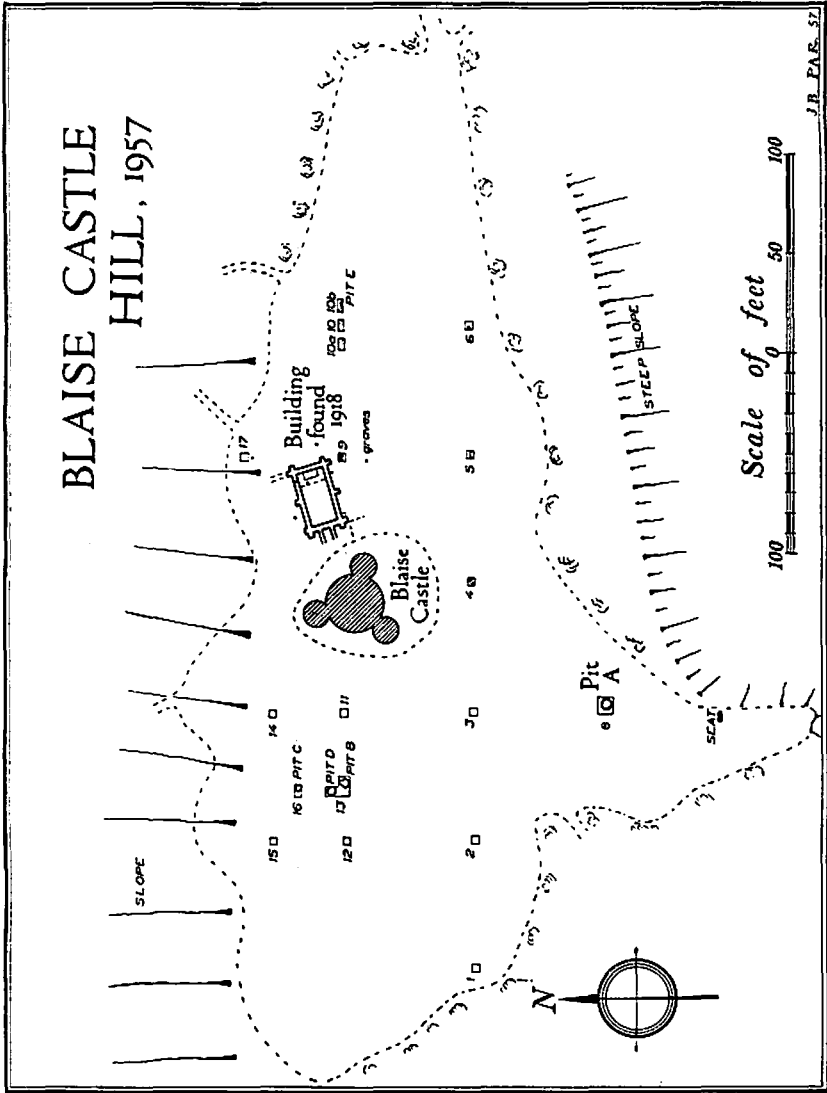 BLAISE CASTLE
HILL, 1957
SLOPE
17
Building
found
1918
9
graves
10a 10 10b
PIT E
14
11
15
12
16 PIT C
PIT D
PIT B
13
Blaise
Castle
1
2
3
4
5
6
8
Pit
A
SEAT
STEEP SLOPE
N
100 50 0 100
Scale of feet